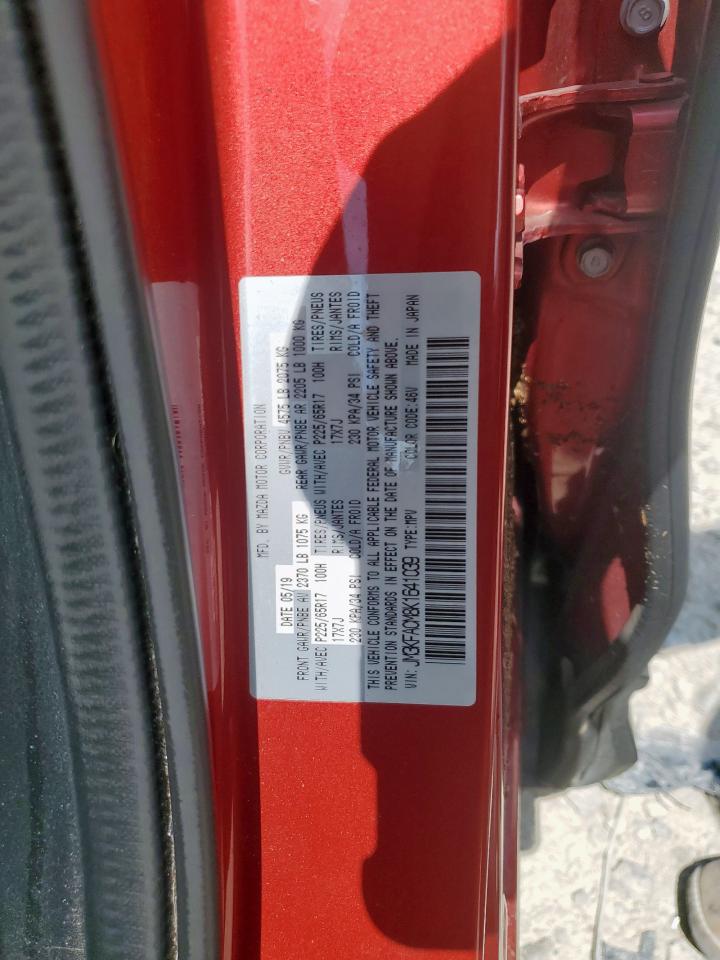 MFD. BY MAZDA MOTOR CORPORATION
DATE 05/19 GVWR/PNBV 4575 LB 2075 KG
FRONT GAWR/PNBE AV 2370 LB 1075 KG REAR GAWR/PNBE AR 2205 LB 1000 KG
WITH/AVEC P225/65R17 100H TIRES/PNEUS WITH/AVEC P225/65R17 100H TIRES/PNEUS
17X7J RIMS/JANTES 17X7J RIMS/JANTES
230 KPA/34 PSI COLD/A FROID 230 KPA/34 PSI COLD/A FROID
THIS VEHICLE CONFORMS TO ALL APPLICABLE FEDERAL MOTOR VEHICLE SAFETY AND THEFT
PREVENTION STANDARDS IN EFFECT ON THE DATE OF MANUFACTURE SHOWN ABOVE.
VIN: JM3KFACM8K1641039 TYPE:MPV COLOR CODE:46V MADE IN JAPAN
8